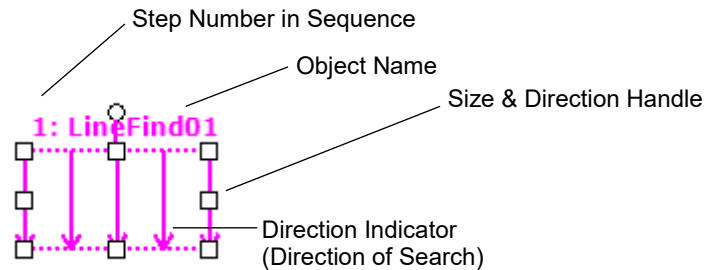 Step Number in Sequence
Object Name
Size & Direction Handle
1: LineFind01
Direction Indicator
(Direction of Search)